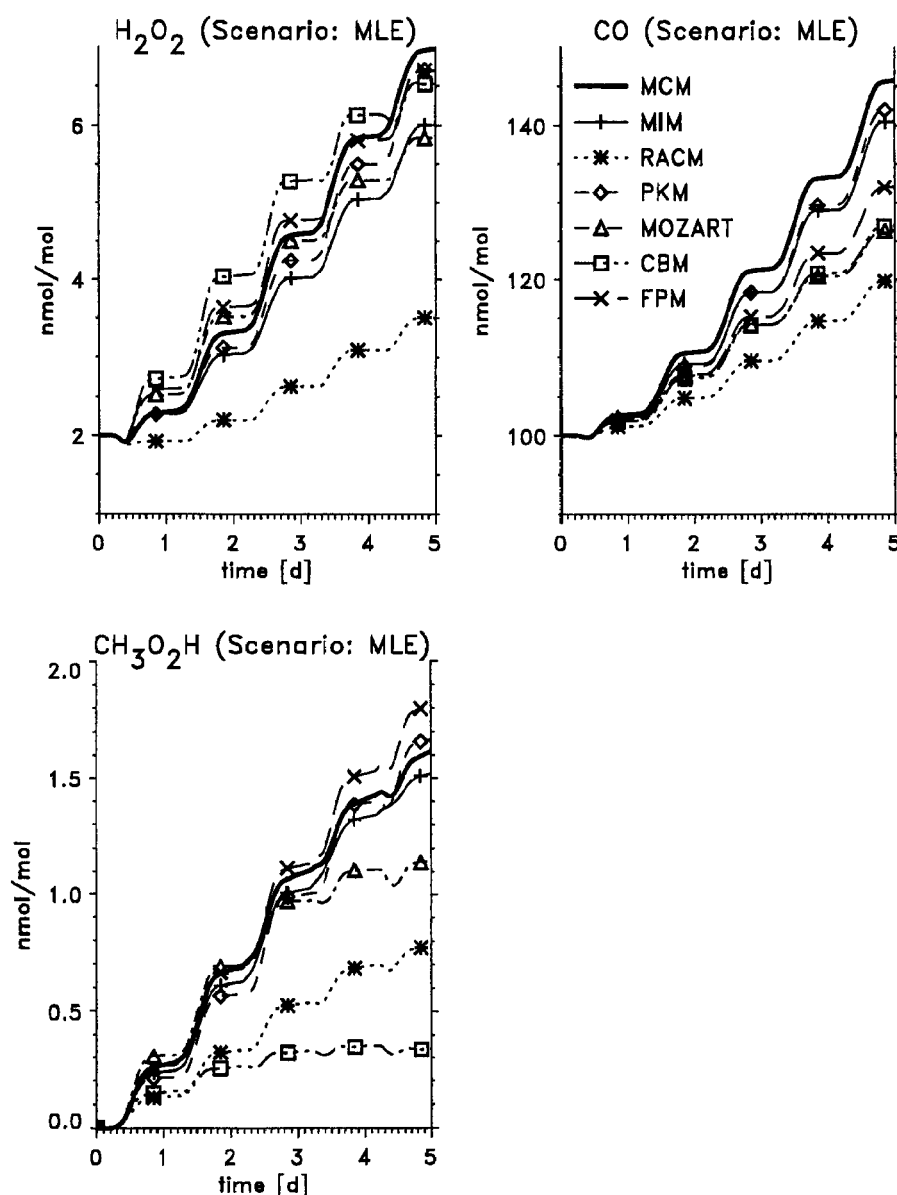 H2O2 (Scenario: MLE)
nmol/mol
6
4
2
0 1 2 3 4 5
time [d]
CO (Scenario: MLE)
nmol/mol
140
120
100
MCM
MIM
RACM
PKM
MOZART
CBM
FPM
0 1 2 3 4 5
time [d]
CH3O2H (Scenario: MLE)
nmol/mol
2.0
1.5
1.0
0.5
0.0
0 1 2 3 4 5
time [d]